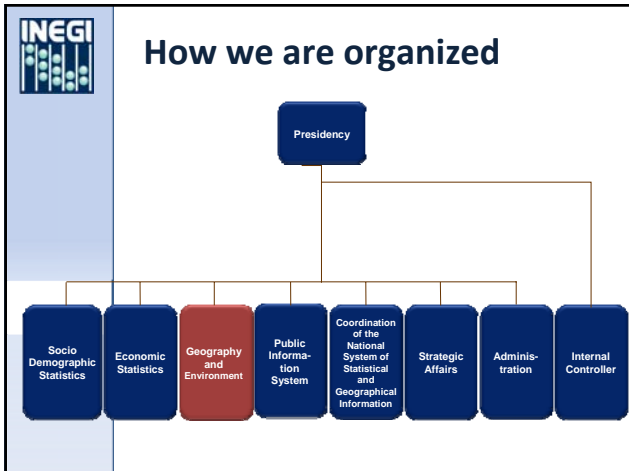 INEGI
How we are organized
Presidency
Socio
Demographic
Statistics
Economic
Statistics
Geography
and
Environment
Public
Informa-
tion
System
Coordination
of the
National
System of
Statistical
and
Geographical
Information
Strategic
Affairs
Adminis-
tration
Internal
Controller